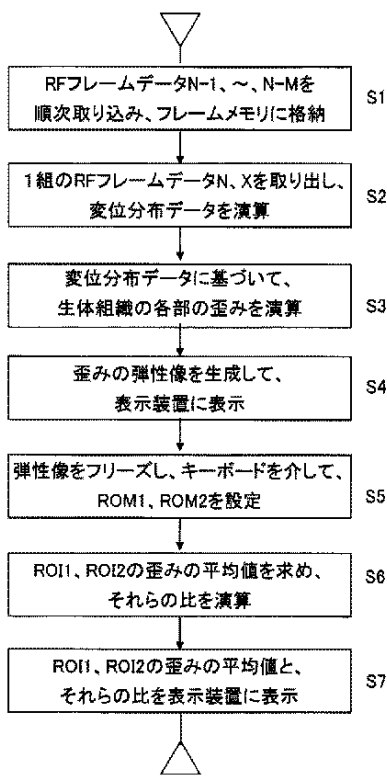 RFフレームデータN-1、～、N-Mを
順次取り込み、フレームメモリに格納
S1
1組のRFフレームデータN、Xを取り出し、
変位分布データを演算
S2
変位分布データに基づいて、
生体組織の各部の歪みを演算
S3
歪みの弾性像を生成して、
表示装置に表示
S4
弾性像をフリーズし、キーボードを介して、
ROM1、ROM2を設定
S5
ROI1、ROI2の歪みの平均値を求め、
それらの比を演算
S6
ROI1、ROI2の歪みの平均値と、
それらの比を表示装置に表示
S7